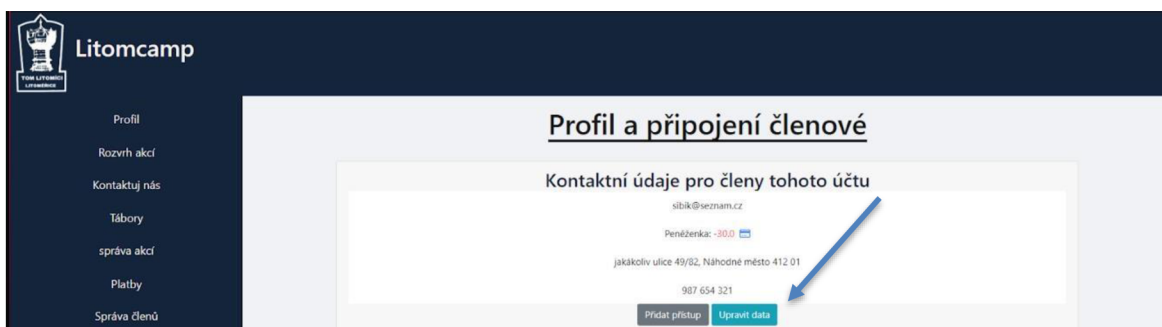 Litomcamp
TOM LITOMÍCI
LITOMĚŘICE
Profil
Rozvrh akcí
Kontaktuj nás
Tábory
správa akcí
Platby
Správa členů
Profil a připojení členové
Kontaktní údaje pro členy tohoto účtu
sibik@seznam.cz
Peněženka: -30,0
jakákoliv ulice 49/82, Náhodné město 412 01
987 654 321
Přidat přístup Upravit data